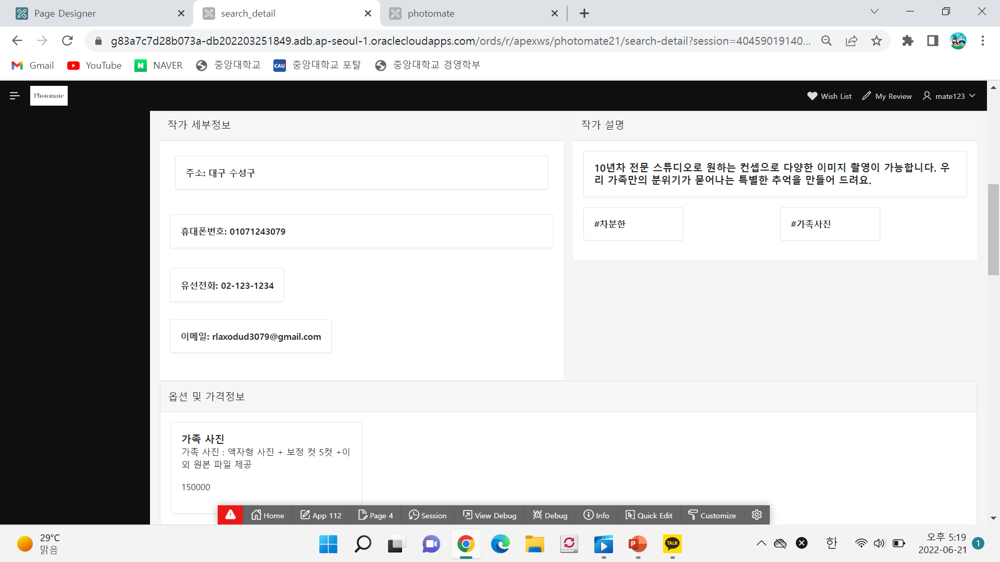 Page Designer
search_detail
photomate
g83a7c7d28b073a-db202203251849.adb.ap-seoul-1.oraclecloudapps.com/ords/r/apexws/photomate21/search-detail?session=40459019140...
Gmail
YouTube
N NAVER
중앙대학교
CAU 중앙대학교 포탈
중앙대학교 경영학부
Photomate
Wish List
My Review
mate123
작가 세부정보
주소: 대구 수성구
휴대폰번호: 01071243079
유선전화: 02-123-1234
이메일: rlaxodud3079@gmail.com
작가 설명
10년차 전문 스튜디오로 원하는 컨셉으로 다양한 이미지 촬영이 가능합니다. 우
리 가족만의 분위기가 묻어나는 특별한 추억을 만들어 드려요.
#차분한
#가족사진
옵션 및 가격정보
가족 사진
가족 사진 : 액자형 사진 + 보정 컷 5컷 +이
외 원본 파일 제공
150000
Home
App 112
Page 4
Session
View Debug
Debug
Info
Quick Edit
Customize
29°C
맑음
P
TALK
한
오후 5:19
2022-06-21
1